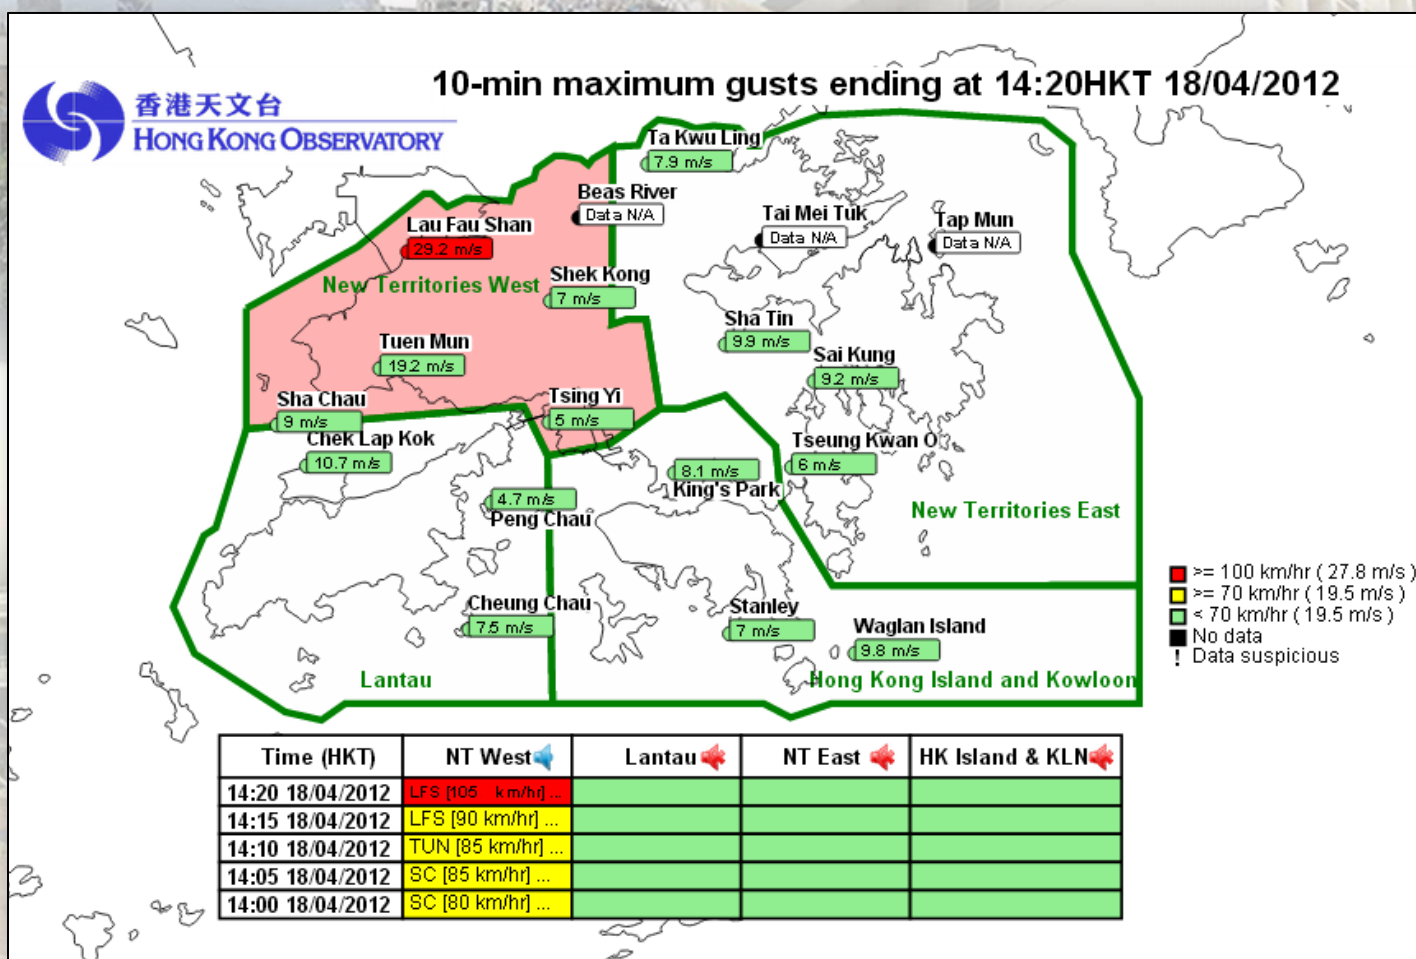 10-min maximum gusts ending at 14:20HKT 18/04/2012
香港天文台
HONG KONG OBSERVATORY
Ta Kwu Ling
7.9 m/s
Beas River
Data N/A
Tai Mei Tuk
Data N/A
Tap Mun
Data N/A
Lau Fau Shan
29.2 m/s
New Territories West
Shek Kong
7 m/s
Sha Tin
9.9 m/s
Tuen Mun
19.2 m/s
Sai Kung
9.2 m/s
Sha Chau
9 m/s
Tsing Yi
5 m/s
Chek Lap Kok
10.7 m/s
Tseung Kwan O
6 m/s
8.1 m/s
King's Park
4.7 m/s
Peng Chau
New Territories East
Cheung Chau
7.5 m/s
Stanley
7 m/s
Waglan Island
9.8 m/s
Lantau
Hong Kong Island and Kowloon
>= 100 km/hr ( 27.8 m/s )
>= 70 km/hr ( 19.5 m/s )
< 70 km/hr ( 19.5 m/s )
No data
! Data suspicious
Time (HKT) NT West Lantau NT East HK Island & KLN
14:20 18/04/2012 LFS [105 km/hr] ...
14:15 18/04/2012 LFS [90 km/hr] ...
14:10 18/04/2012 TUN [85 km/hr] ...
14:05 18/04/2012 SC [85 km/hr] ...
14:00 18/04/2012 SC [80 km/hr] ...